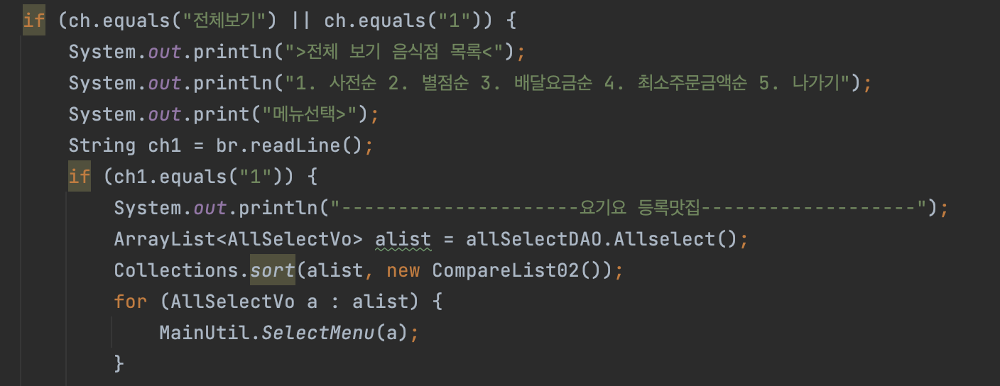 if (ch.equals("전체보기") || ch.equals("1")) {
System.out.println(">전체 보기 음식점 목록<");
System.out.println("1. 사전순 2. 별점순 3. 배달요금순 4. 최소주문금액순 5. 나가기");
System.out.print("메뉴선택>");
String ch1 = br.readLine();
if (ch1.equals("1")) {
System.out.println("---------------------요기요 등록맛집-------------------");
ArrayList<AllSelectVo> alist = allSelectDAO.Allselect();
Collections.sort(alist, new CompareList02());
for (AllSelectVo a : alist) {
MainUtil.SelectMenu(a);
}